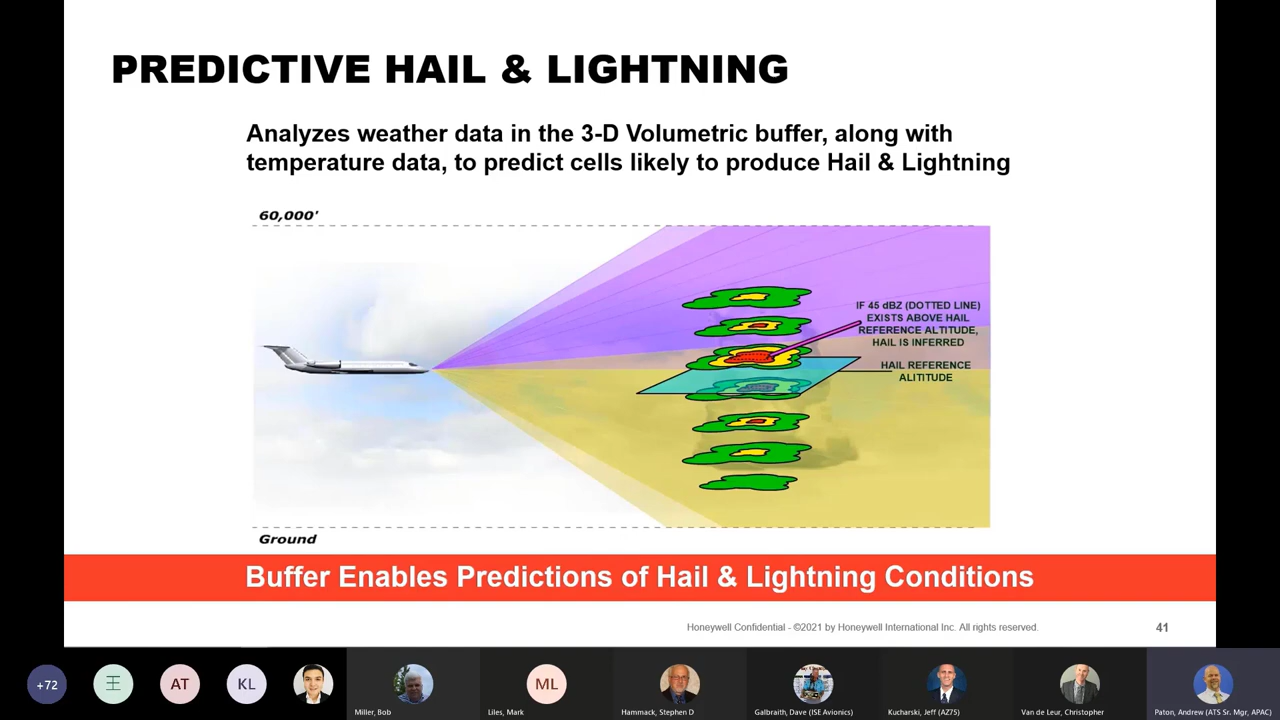 PREDICTIVE HAIL & LIGHTNING
Analyzes weather data in the 3-D Volumetric buffer, along with
temperature data, to predict cells likely to produce Hail & Lightning
60,000'
IF 45 dBZ (DOTTED LINE)
EXISTS ABOVE HAIL
REFERENCE ALTITUDE,
HAIL IS INFERRED
HAIL REFERENCE
ALITITUDE
Ground
Buffer Enables Predictions of Hail & Lightning Conditions
Honeywell Confidential - ©2021 by Honeywell International Inc. All rights reserved.
41
+72
王
AT
KL
ML
Miller, Bob
Liles, Mark
Hammack, Stephen D
Galbraith, Dave (ISE Avionics)
Kucharski, Jeff (AZ75)
Van de Leur, Christopher
Paton, Andrew (ATS Sr. Mgr, APAC)